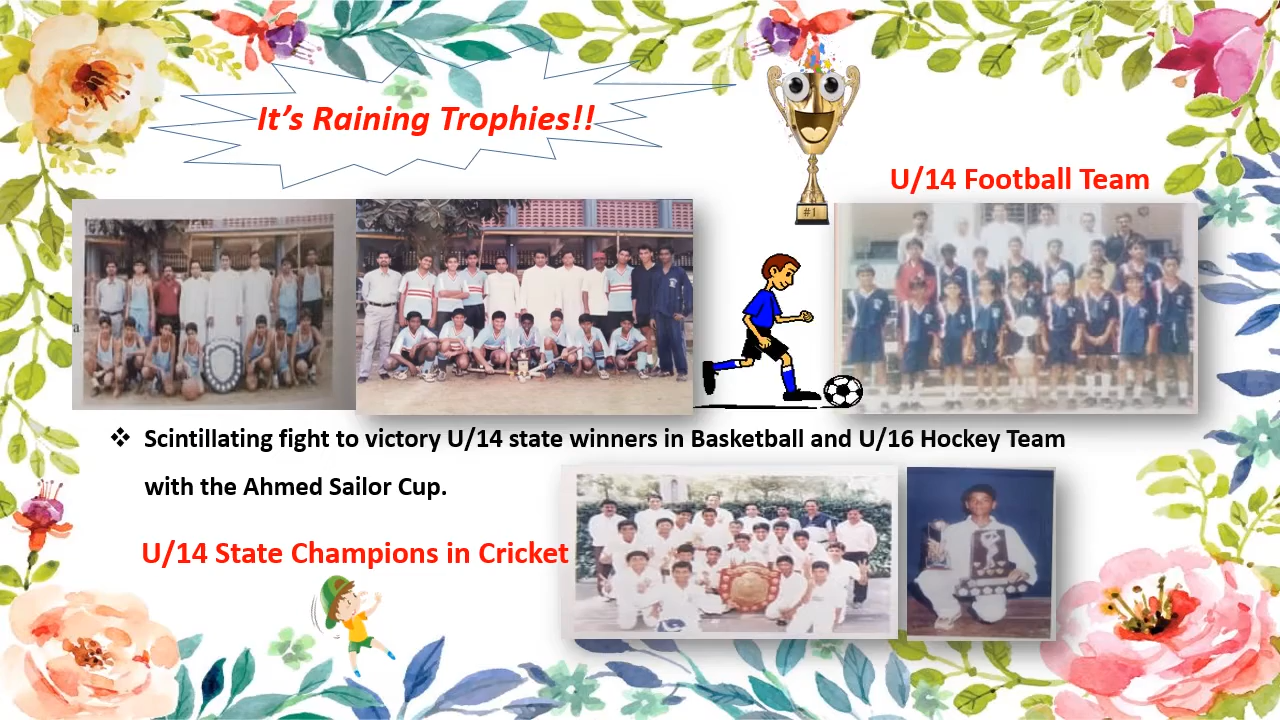 It’s Raining Trophies!!
#1
U/14 Football Team
a
❖ Scintillating fight to victory U/14 state winners in Basketball and U/16 Hockey Team
with the Ahmed Sailor Cup.
U/14 State Champions in Cricket